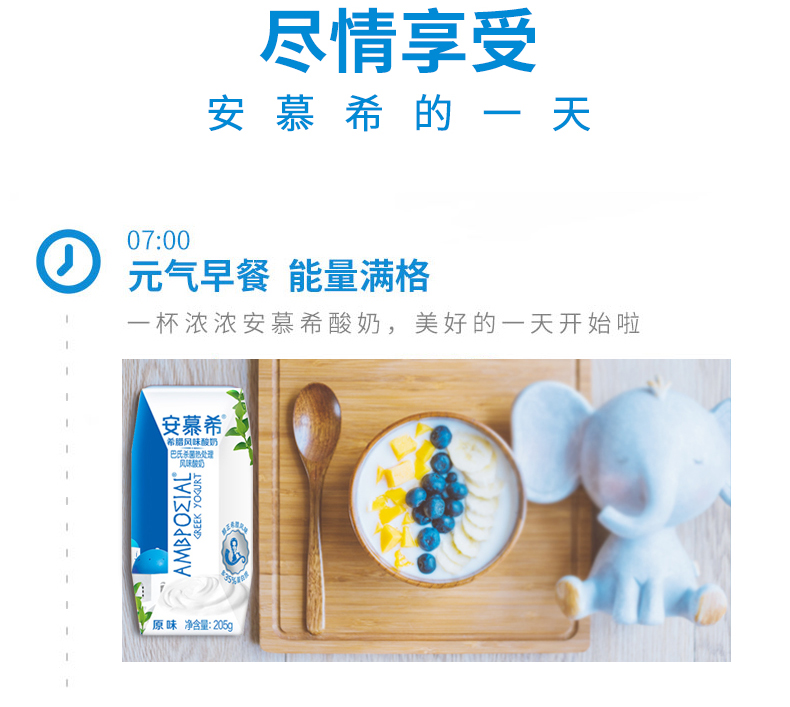 尽情享受
安慕希的一天
07:00
元气早餐 能量满格
一杯浓浓安慕希酸奶，美好的一天开始啦
安慕希®
希腊风味酸奶
巴氏杀菌热处理
风味酸奶
AMBPOΣIAL®
GREEK YOGURT
35%
原味 净含量: 205g